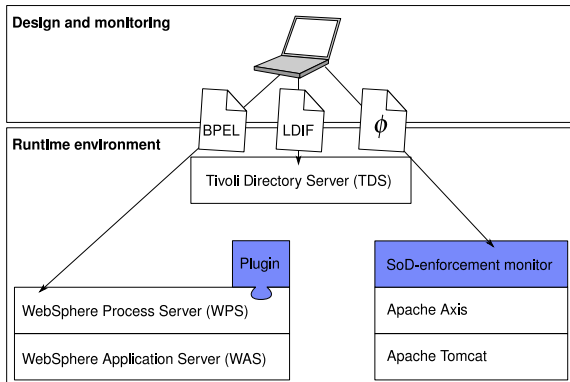 Design and monitoring
BPEL
LDIF
ϕ
Runtime environment
Tivoli Directory Server (TDS)
Plugin
SoD-enforcement monitor
WebSphere Process Server (WPS)
Apache Axis
WebSphere Application Server (WAS)
Apache Tomcat